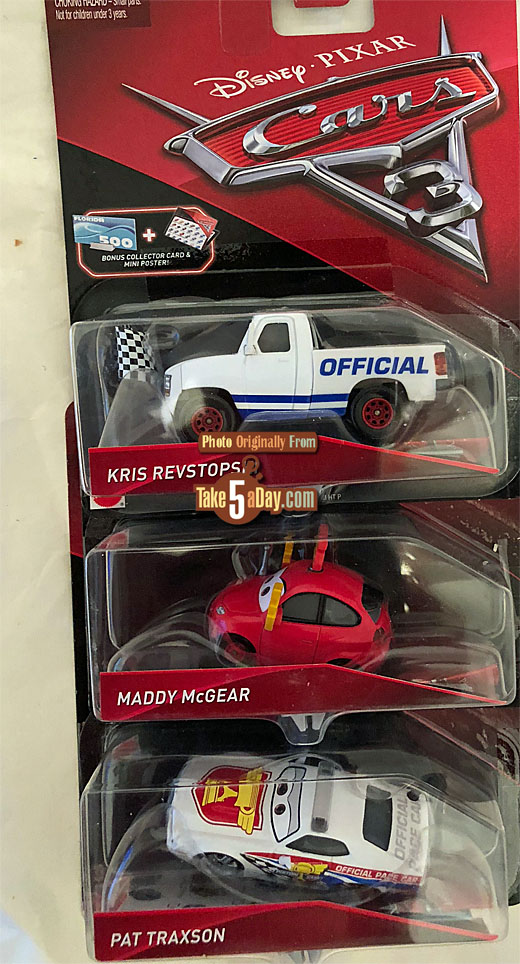 CHOKING HAZARD – Small parts.
Not for children under 3 years.
DISNEY · PIXAR
Cars
3
FLORIDA
500
+
BONUS COLLECTOR CARD &
MINI POSTER!
OFFICIAL
Photo Originally From
KRIS REVSTOPSKI
Take5aDay.com
MADDY McGEAR
OFFICIAL
PACE CAR
OFFICIAL PACE CAR
PAT TRAXSON